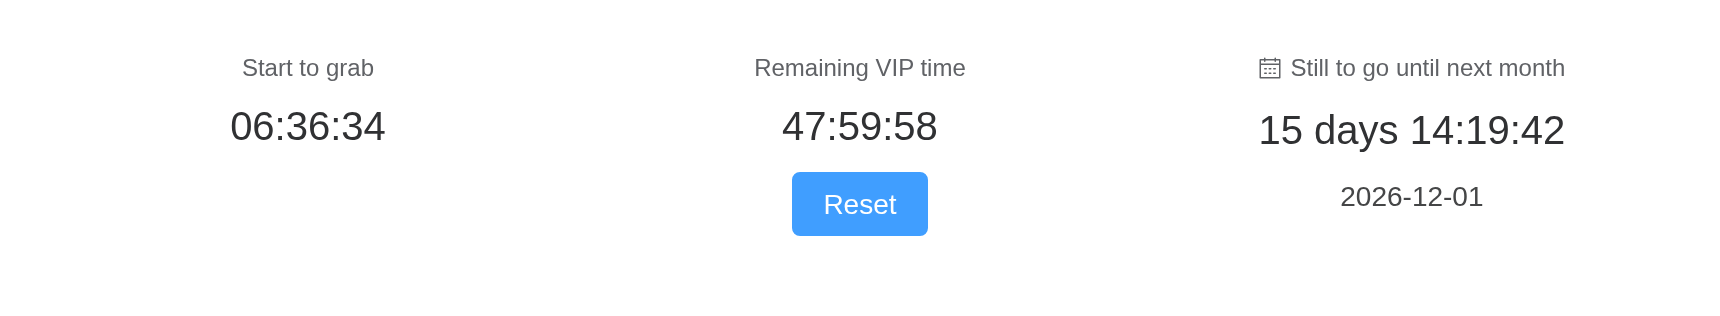 Start to grab
06:36:34
Remaining VIP time
47:59:58
Reset
Still to go until next month
15 days 14:19:42
2026-12-01